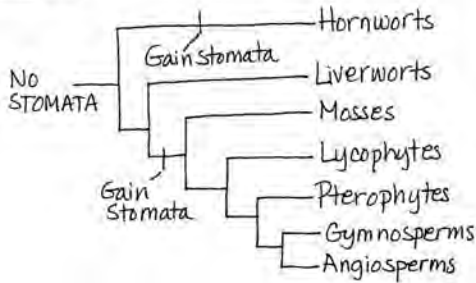 Hornworts
Gain stomata
NO
STOMATA
Liverworts
Mosses
Gain
Stomata
Lycophytes
Pterophytes
Gymnosperms
Angiosperms